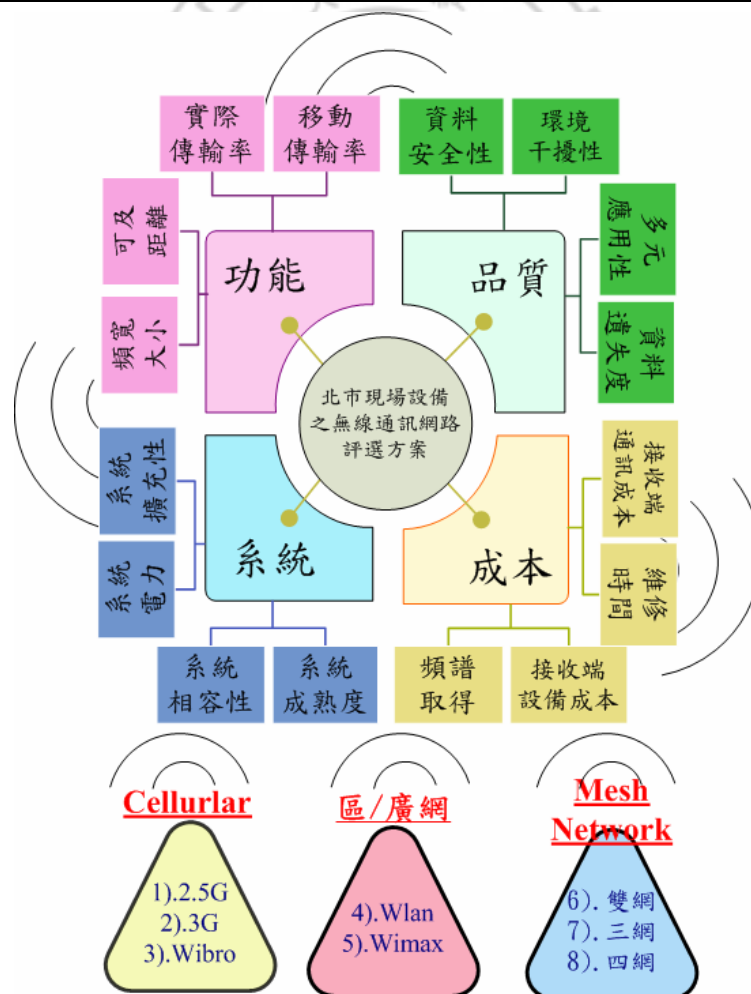 實際
傳輸率
移動
傳輸率
資料
安全性
環境
干擾性
可及
距離
頻寬
大小
功能
品質
多元
應用性
資料
遺失度
北市現場設備
之無線通訊網路
評選方案
系統
擴充性
系統
電力
系統
成本
接收端
通訊成本
維修
時間
系統
相容性
系統
成熟度
頻譜
取得
接收端
設備成本
Cellurlar
1).2.5G
2).3G
3).Wibro
區/廣網
4).Wlan
5).Wimax
Mesh
Network
6). 雙網
7). 三網
8). 四網